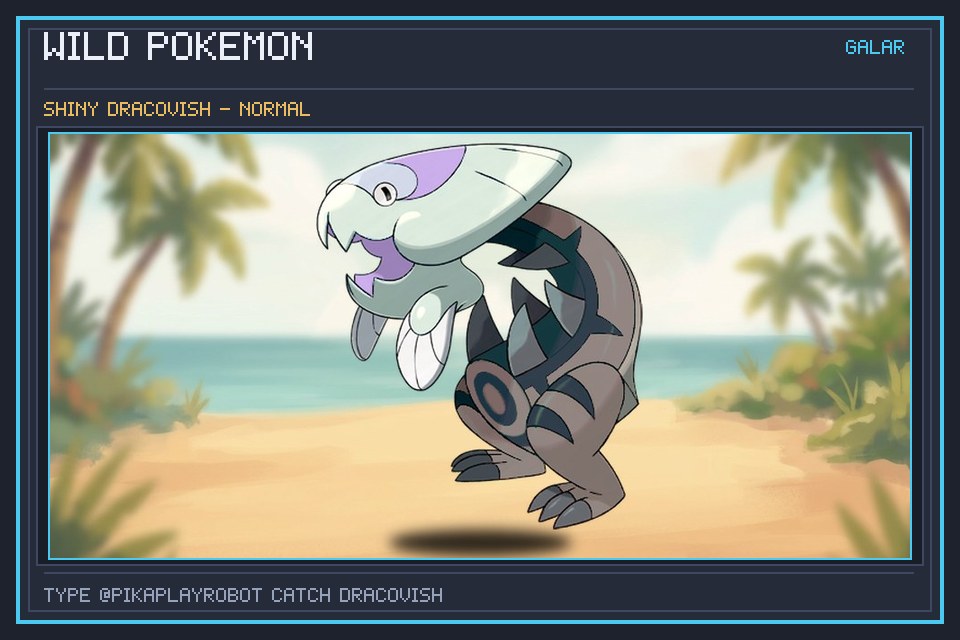 WILD POKEMON
GALAR
SHINY DRACOVISH - NORMAL
TYPE @PIKAPLAYROBOT CATCH DRACOVISH